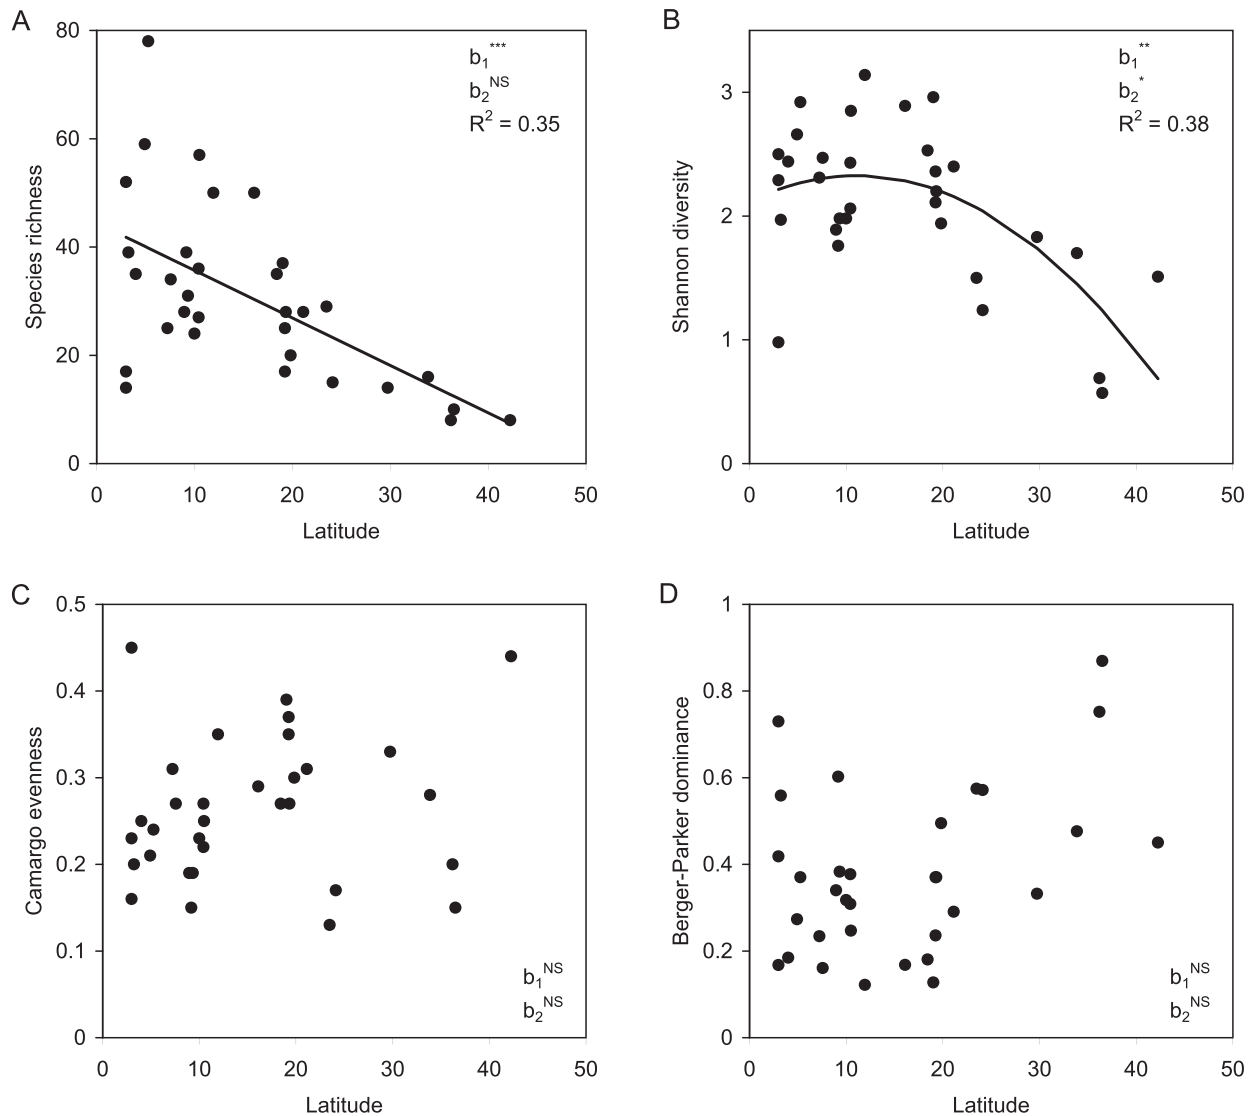 A
80
60
40
20
0
Species richness
b1***
b2NS
R2 = 0.35
0 10 20 30 40 50
Latitude
B
3
2
1
0
Shannon diversity
b1**
b2*
R2 = 0.38
0 10 20 30 40 50
Latitude
C
0.5
0.4
0.3
0.2
0.1
0
Camargo evenness
b1NS
b2NS
0 10 20 30 40 50
Latitude
D
1
0.8
0.6
0.4
0.2
0
Berger-Parker dominance
b1NS
b2NS
0 10 20 30 40 50
Latitude